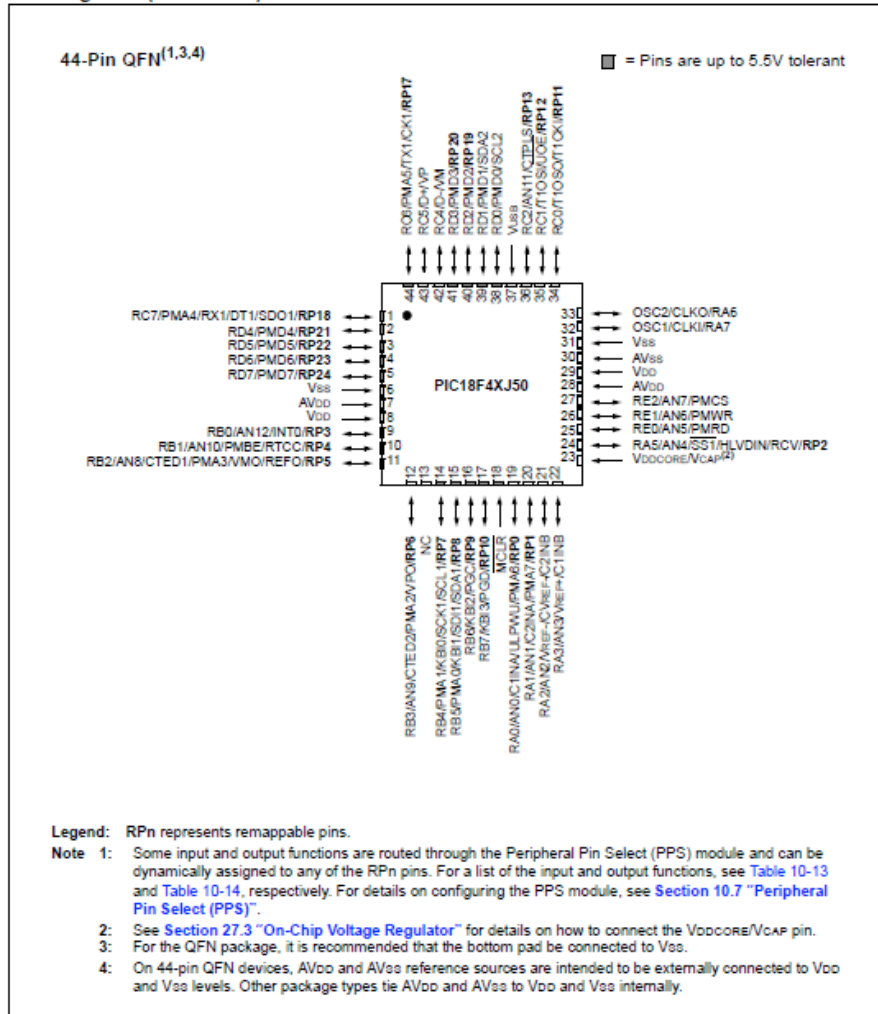 44-Pin QFN(1,3,4)
= Pins are up to 5.5V tolerant
RC6/PMA5/TX1/CK1/RP17
RC5/D+/VP
RC4/D-/VM
RD3/PMD3/RP20
RD2/PMD2/RP19
RD1/PMD1/SDA2
RD0/PMD0/SCL2
VUSB
RC2/AN11/CTPLS/RP13
RC1/T1OSI/UOE/RP12
RC0/T1OSO/T1CKI/RP11
44
43
42
41
40
39
38
37
36
35
34
RC7/PMA4/RX1/DT1/SDO1/RP18 1
RD4/PMD4/RP21 2
RD5/PMD5/RP22 3
RD6/PMD6/RP23 4
RD7/PMD7/RP24 5
VSS 6
AVDD 7
VDD 8
RB0/AN12/INT0/RP3 9
RB1/AN10/PMBE/RTCC/RP4 10
RB2/AN8/CTED1/PMA3/VMO/REFO/RP5 11
PIC18F4XJ50
33 OSC2/CLKO/RA6
32 OSC1/CLKI/RA7
31 VSS
30 AVSS
29 VDD
28 AVDD
27 RE2/AN7/PMCS
26 RE1/AN6/PMWR
25 RE0/AN5/PMRD
24 RA5/AN4/SS1/HLVDIN/RCV/RP2
23 VDDCORE/VCAP(2)
12
13
14
15
16
17
18
19
20
21
22
RB3/AN9/CTED2/PMA2/VPO/RP6
NC
RB4/PMA1/KBI0/SCK1/SCL1/RP7
RB5/PMA0/KBI1/SDI1/SDA1/RP8
RB6/KBI2/PGC/RP9
RB7/KBI3/PGD/RP10
MCLR
RA0/AN0/C1INA/ULPWU/PMA6/RP0
RA1/AN1/C2INA/PMA7/RP1
RA2/AN2/VREF-/CVREF-/C2INB
RA3/AN3/VREF+/C1INB
Legend: RPn represents remappable pins.
Note 1: Some input and output functions are routed through the Peripheral Pin Select (PPS) module and can be
dynamically assigned to any of the RPn pins. For a list of the input and output functions, see Table 10-13
and Table 10-14, respectively. For details on configuring the PPS module, see Section 10.7 "Peripheral
Pin Select (PPS)".
2: See Section 27.3 "On-Chip Voltage Regulator" for details on how to connect the VDDCORE/VCAP pin.
3: For the QFN package, it is recommended that the bottom pad be connected to VSS.
4: On 44-pin QFN devices, AVDD and AVSS reference sources are intended to be externally connected to VDD
and VSS levels. Other package types tie AVDD and AVSS to VDD and VSS internally.